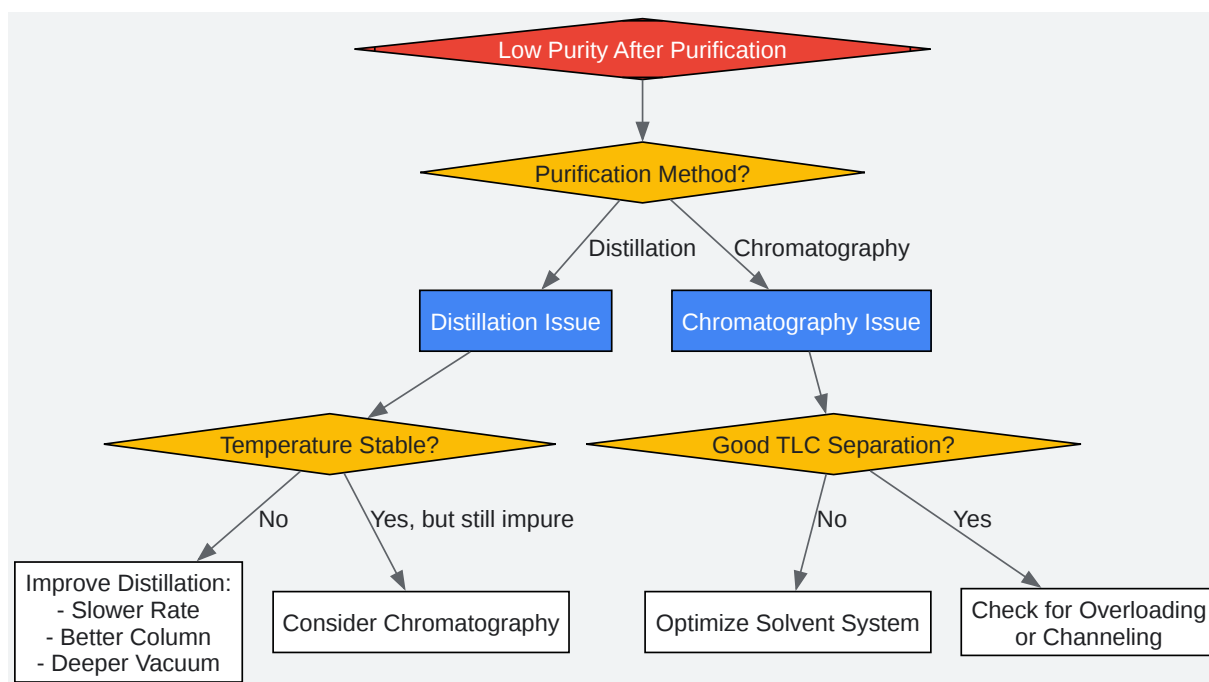 Low Purity After Purification
Purification Method?
Distillation
Chromatography
Distillation Issue
Chromatography Issue
Temperature Stable?
Good TLC Separation?
No
Yes, but still impure
No
Yes
Improve Distillation:
- Slower Rate
- Better Column
- Deeper Vacuum
Consider Chromatography
Optimize Solvent System
Check for Overloading
or Channeling